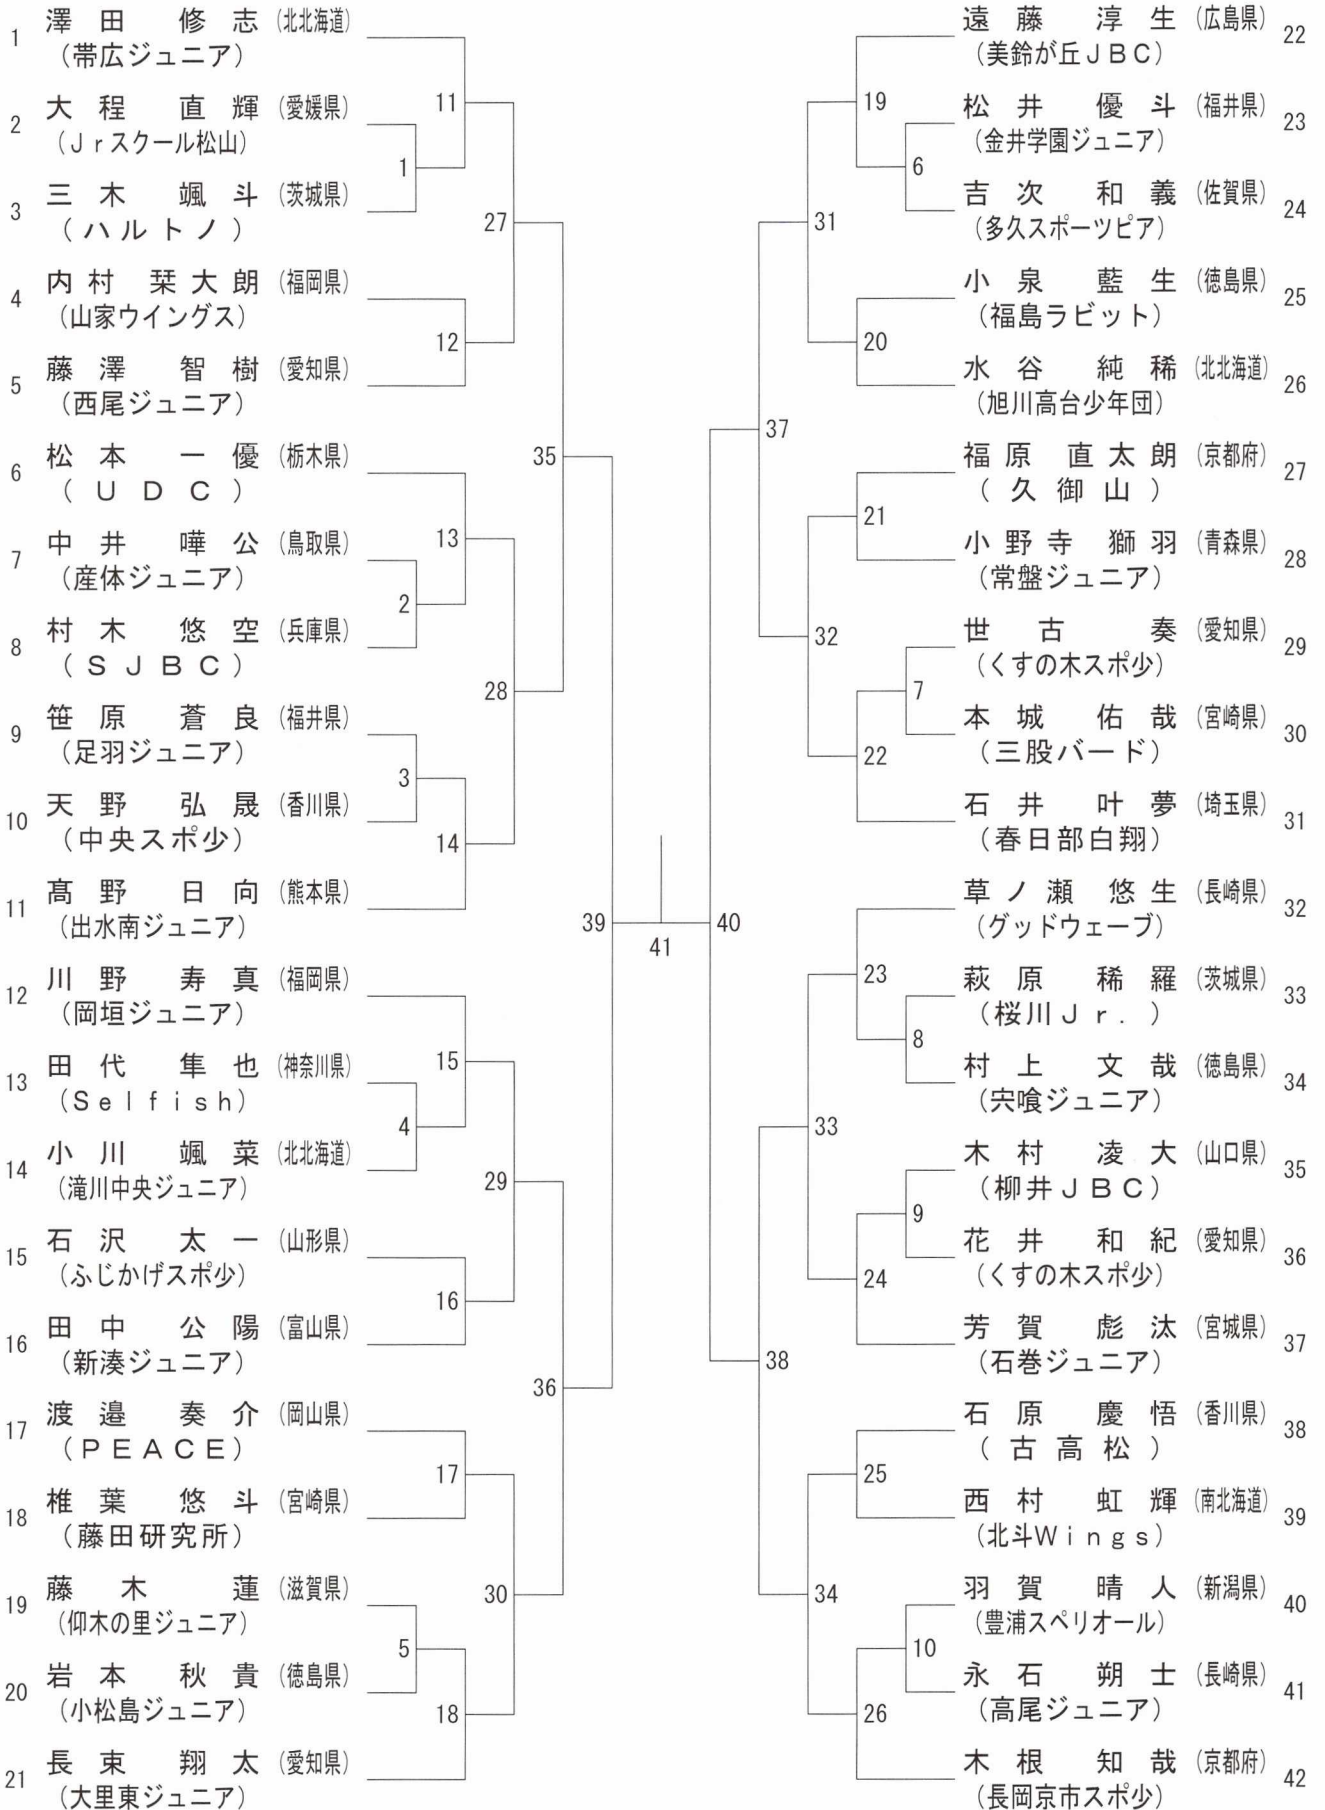 1 澤田 修志 (北北海道)
(帯広ジュニア)
2 大程 直輝 (愛媛県)
(Jrスクール松山)
3 三木 颯斗 (茨城県)
(ハルトノ)
4 内村 栞大朗 (福岡県)
(山家ウイングス)
5 藤澤 智樹 (愛知県)
(西尾ジュニア)
6 松本 一優 (栃木県)
(UDC)
7 中井 嘩公 (鳥取県)
(産体ジュニア)
8 村木 悠空 (兵庫県)
(SJBC)
9 笹原 蒼良 (福井県)
(足羽ジュニア)
10 天野 弘晟 (香川県)
(中央スポ少)
11 髙野 日向 (熊本県)
(出水南ジュニア)
12 川野 寿真 (福岡県)
(岡垣ジュニア)
13 田代 隼也 (神奈川県)
(Selfish)
14 小川 颯菜 (北北海道)
(滝川中央ジュニア)
15 石沢 太一 (山形県)
(ふじかげスポ少)
16 田中 公陽 (富山県)
(新湊ジュニア)
17 渡邉 奏介 (岡山県)
(PEACE)
18 椎葉 悠斗 (宮崎県)
(藤田研究所)
19 藤木 蓮 (滋賀県)
(仰木の里ジュニア)
20 岩本 秋貴 (徳島県)
(小松島ジュニア)
21 長束 翔太 (愛知県)
(大里東ジュニア)
1
2
3
4
5
11
12
13
14
15
16
17
18
27
28
29
30
35
36
39
41
40
37
38
31
32
33
34
19
20
21
22
23
24
25
26
6
7
8
9
10
遠藤 淳生 (広島県) 22
(美鈴が丘JBC)
松井 優斗 (福井県) 23
(金井学園ジュニア)
吉次 和義 (佐賀県) 24
(多久スポーツピア)
小泉 藍生 (徳島県) 25
(福島ラビット)
水谷 純稀 (北北海道) 26
(旭川高台少年団)
福原 直太朗 (京都府) 27
(久御山)
小野寺 獅羽 (青森県) 28
(常盤ジュニア)
世古 奏 (愛知県) 29
(くすの木スポ少)
本城 佑哉 (宮崎県) 30
(三股バード)
石井 叶夢 (埼玉県) 31
(春日部白翔)
草ノ瀬 悠生 (長崎県) 32
(グッドウェーブ)
萩原 稀羅 (茨城県) 33
(桜川Jr.)
村上 文哉 (徳島県) 34
(宍喰ジュニア)
木村 凌大 (山口県) 35
(柳井JBC)
花井 和紀 (愛知県) 36
(くすの木スポ少)
芳賀 彪汰 (宮城県) 37
(石巻ジュニア)
石原 慶悟 (香川県) 38
(古高松)
西村 虹輝 (南北海道) 39
(北斗Wings)
羽賀 晴人 (新潟県) 40
(豊浦スペリオール)
永石 朔士 (長崎県) 41
(高尾ジュニア)
木根 知哉 (京都府) 42
(長岡京市スポ少)